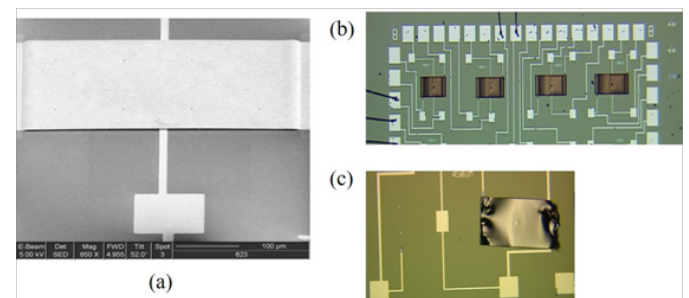 (b)
E-Beam Det Mag FWD Tilt Spot
5.00 kV SED 650 X 4.955 52.0° 3
100 µm
623
(a)
(c)